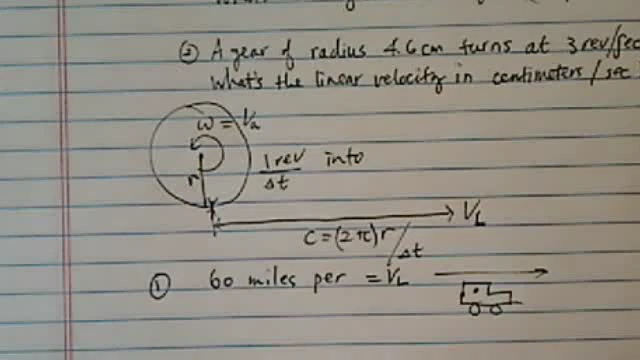 ② A gear of radius 4.6 cm turns at 3 rev/sec
what's the linear velocity in centimeters / sec
ω = Va
1 rev / Δt into
r
VL
C = (2π) r / Δt
① 60 miles per = VL